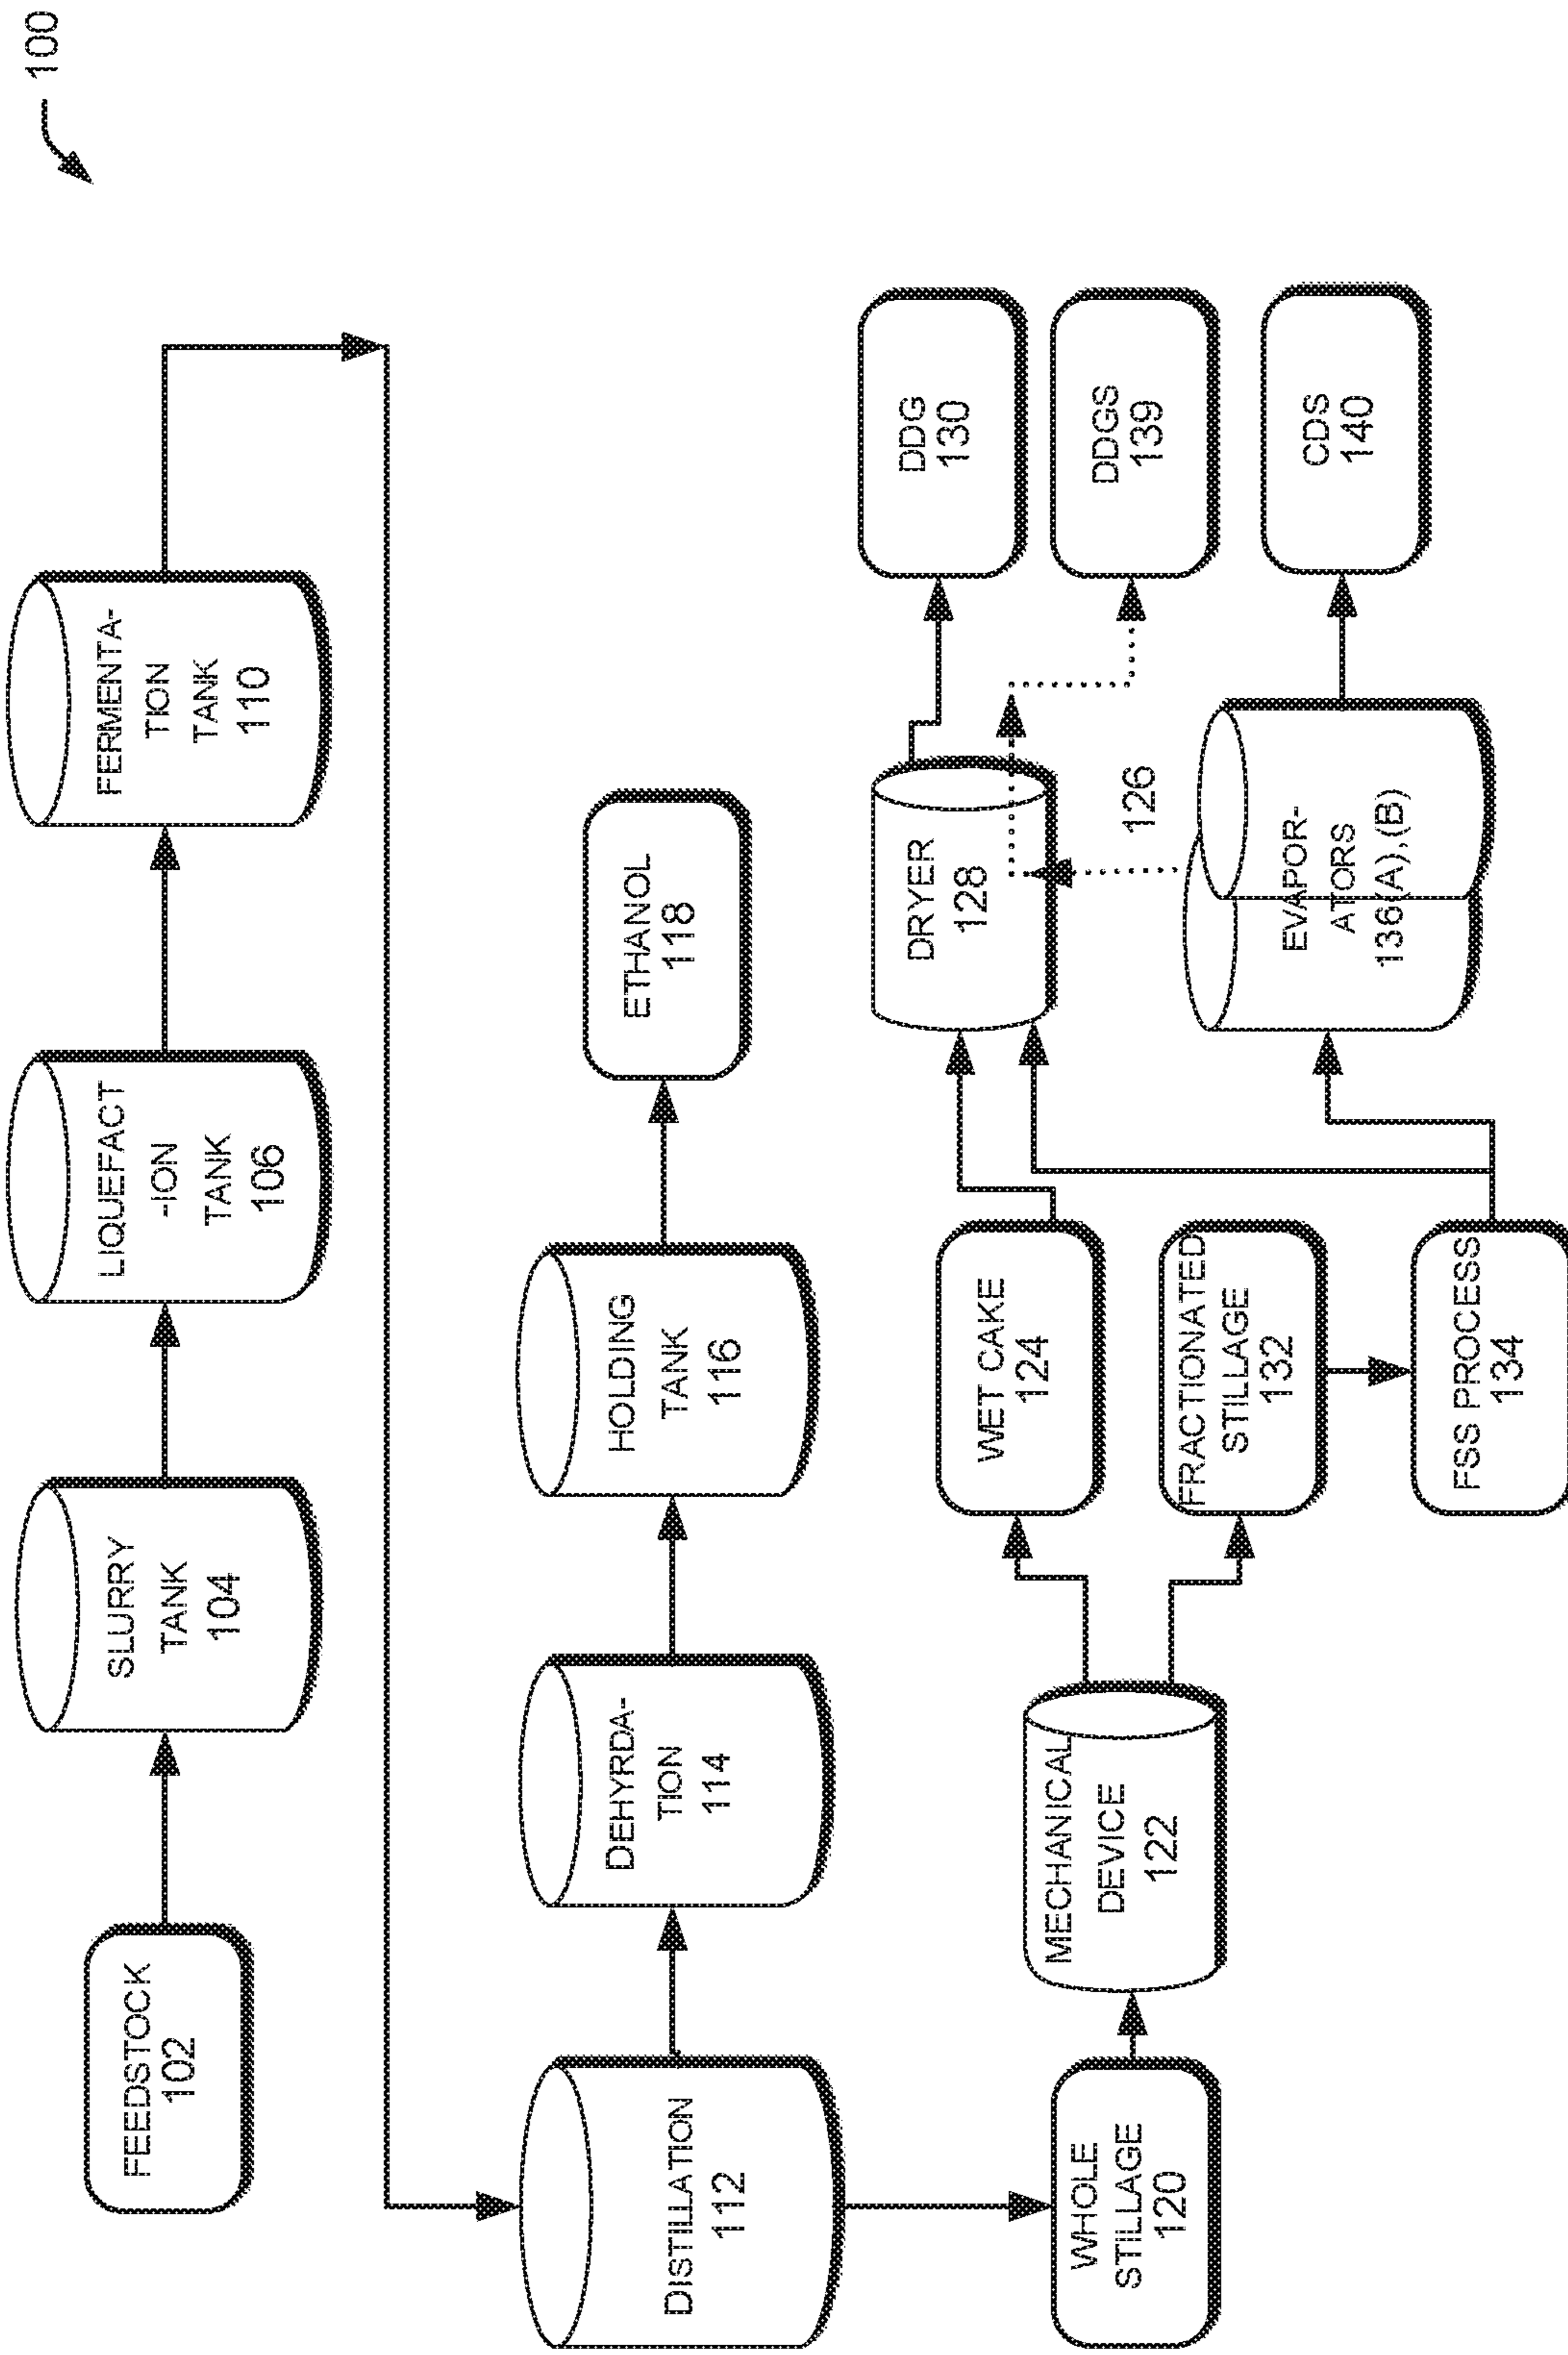 100
FEEDSTOCK
102
SLURRY
TANK
104
LIQUEFACT
-ION
TANK
106
FERMENTA-
TION
TANK
110
DISTILLATION
112
DEHYRDA-
TION
114
HOLDING
TANK
116
ETHANOL
118
WHOLE
STILLAGE
120
MECHANICAL
DEVICE
122
WET CAKE
124
FRACTIONATED
STILLAGE
132
FSS PROCESS
134
DRYER
128
126
EVAPOR-
ATORS
136(A),(B)
DDG
130
DDGS
139
CDS
140